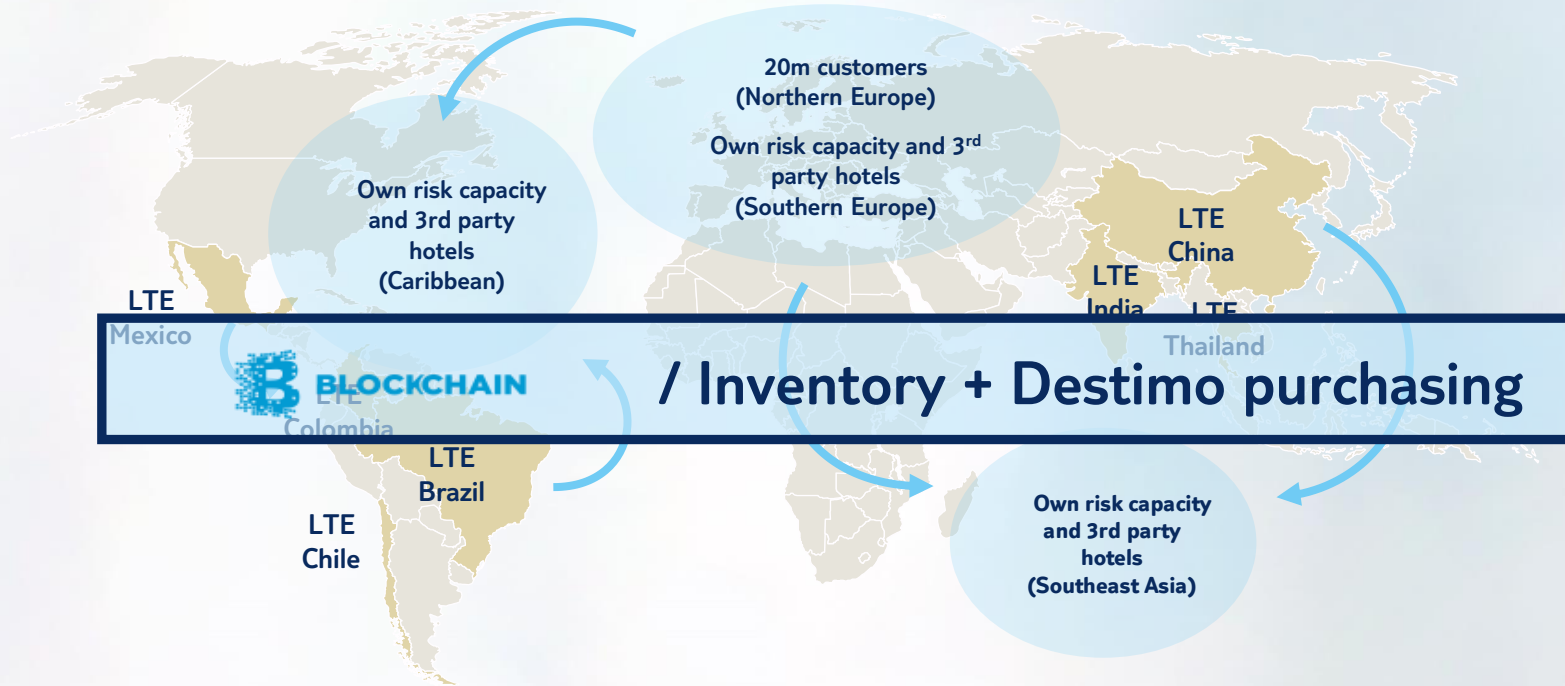 20m customers
(Northern Europe)
Own risk capacity and 3rd
party hotels
(Southern Europe)
Own risk capacity
and 3rd party
hotels
(Caribbean)
LTE
China
LTE
India
LTE
Thailand
LTE
Mexico
BLOCKCHAIN
/ Inventory + Destimo purchasing
LTE
Colombia
LTE
Brazil
LTE
Chile
Own risk capacity
and 3rd party
hotels
(Southeast Asia)